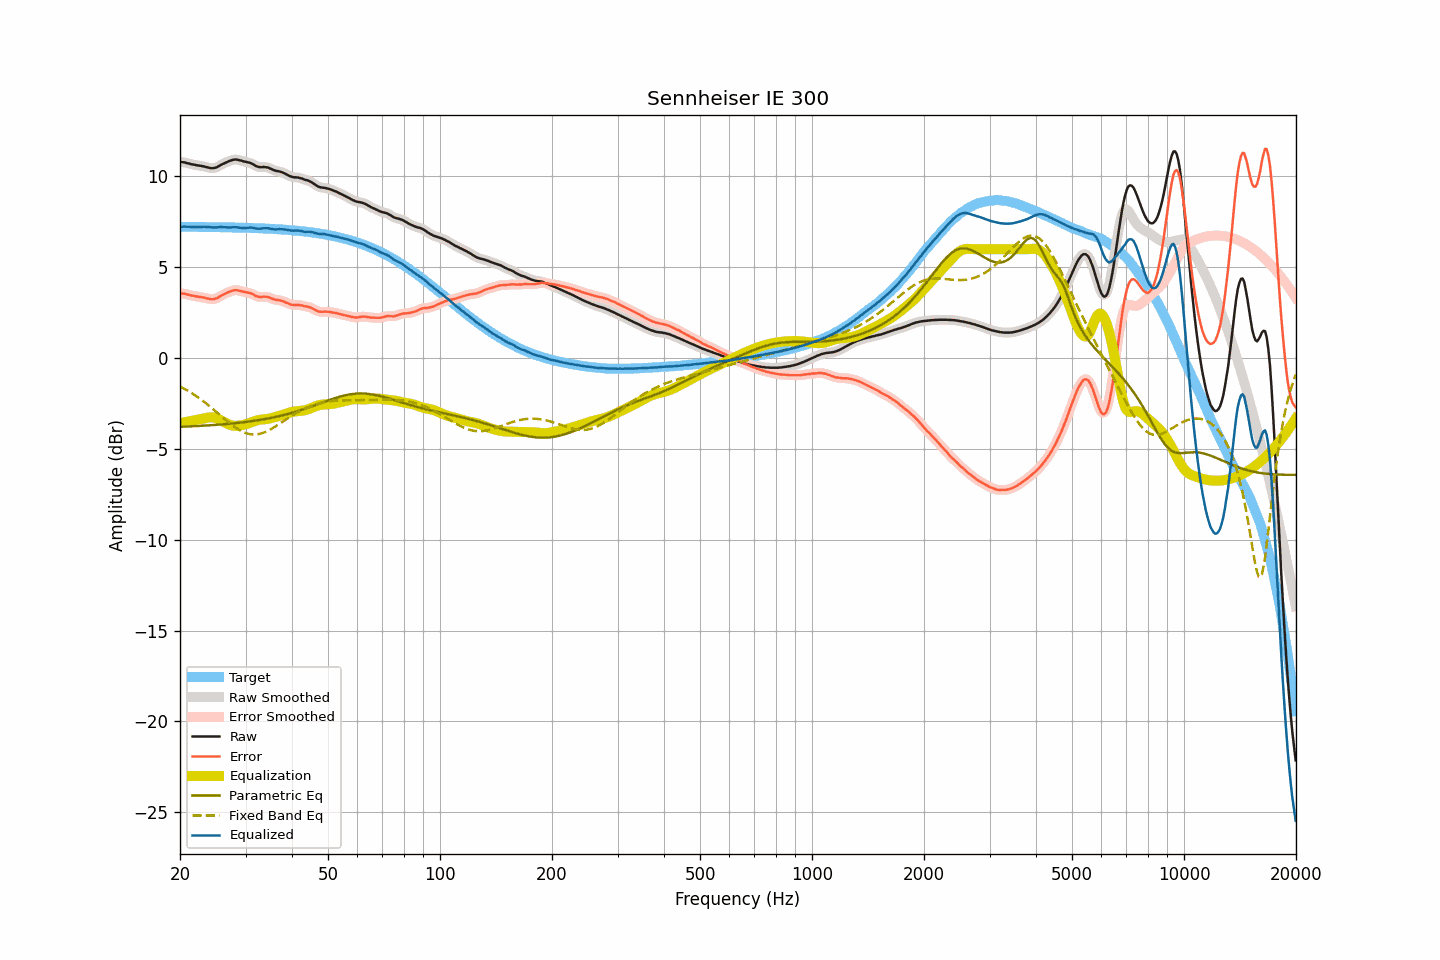 Sennheiser IE 300
Amplitude (dBr)
10
5
0
−5
−10
−15
−20
−25
Target
Raw Smoothed
Error Smoothed
Raw
Error
Equalization
Parametric Eq
Fixed Band Eq
Equalized
20 50 100 200 500 1000 2000 5000 10000 20000
Frequency (Hz)